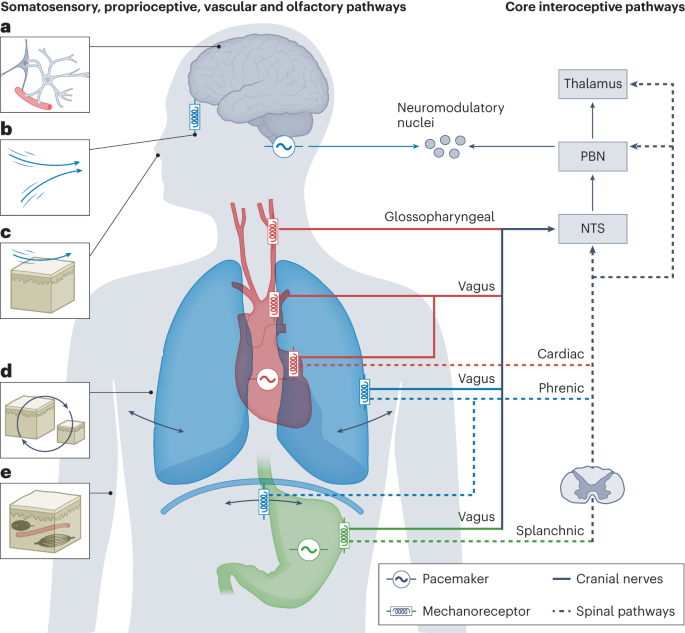 Somatosensory, proprioceptive, vascular and olfactory pathways
Core interoceptive pathways
a
b
c
d
e
Neuromodulatory
nuclei
Thalamus
PBN
NTS
Glossopharyngeal
Vagus
Cardiac
Vagus
Phrenic
Vagus
Splanchnic
Pacemaker
Cranial nerves
Mechanoreceptor
Spinal pathways